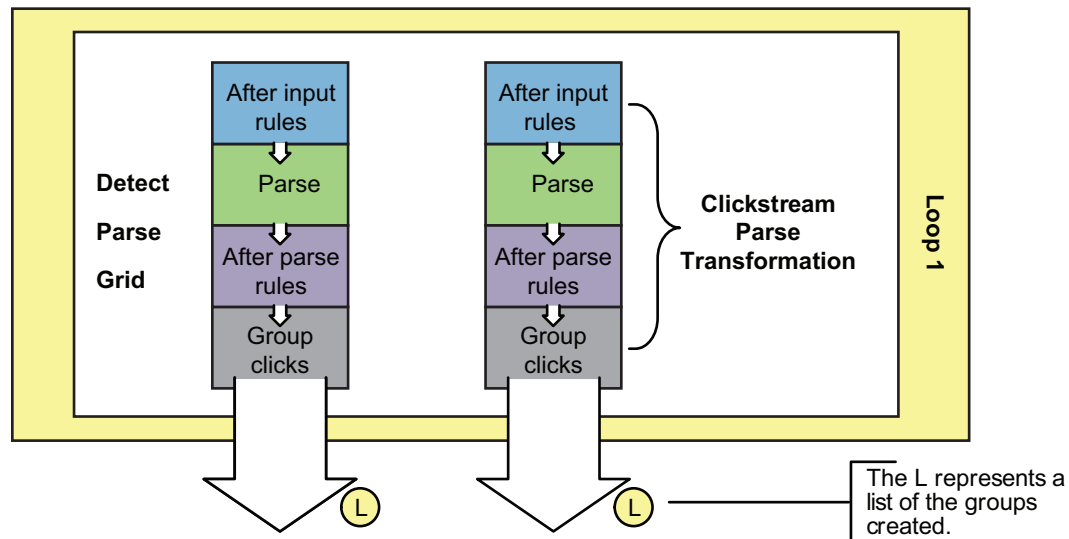 After input
rules
Parse
After parse
rules
Group
clicks
After input
rules
Parse
After parse
rules
Group
clicks
Detect
Parse
Grid
Clickstream
Parse
Transformation
Loop 1
L
L
The L represents a
list of the groups
created.